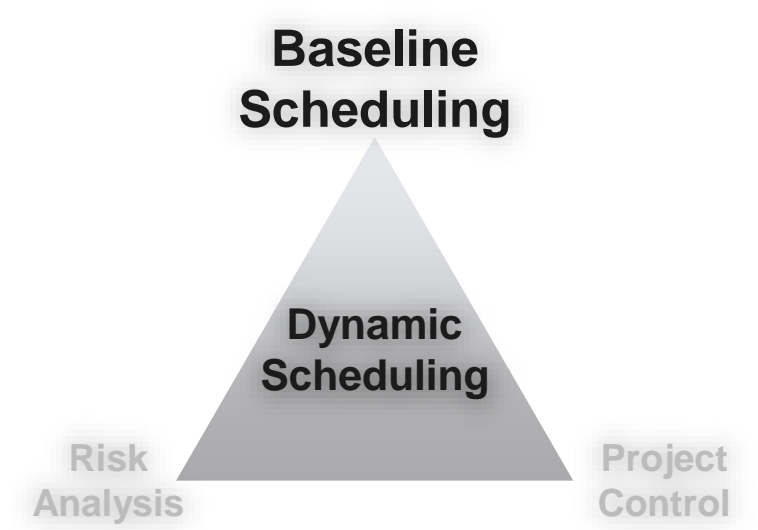 Baseline
Scheduling
Dynamic
Scheduling
Risk
Analysis
Project
Control